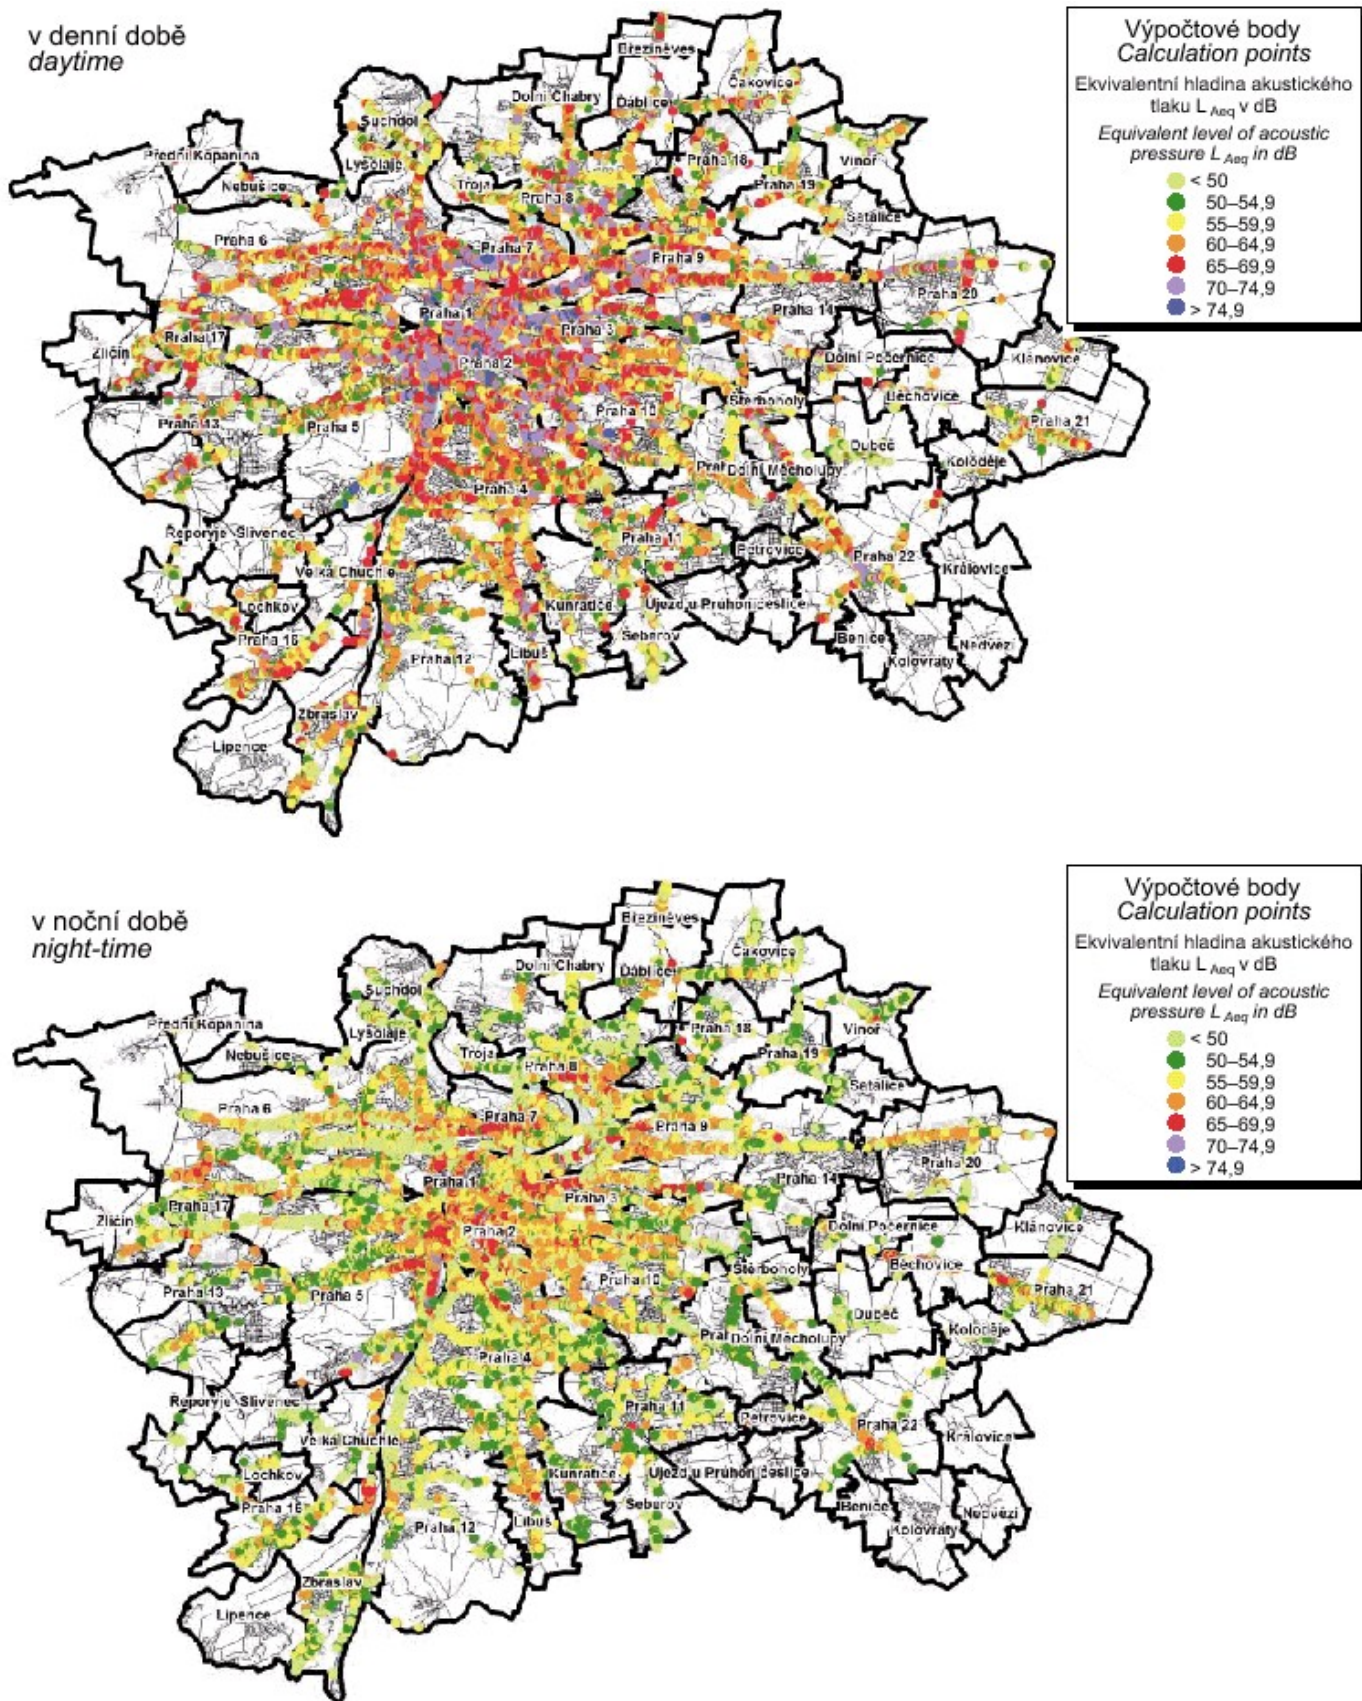 v denní době
daytime
Výpočtové body
Calculation points
Ekvivalentní hladina akustického
tlaku L Aeq v dB
Equivalent level of acoustic
pressure L Aeq in dB
< 50
50–54,9
55–59,9
60–64,9
65–69,9
70–74,9
> 74,9
Březiněves
Čakovice
Dolní Chabry
Ďáblice
Suchdol
Přední Kopanina
Lysolaje
Praha 18
Vinoř
Nebušice
Troja
Praha 8
Praha 19
Satalice
Praha 6
Praha 7
Praha 9
Praha 20
Praha 1
Praha 14
Praha 3
Praha 17
Zličín
Praha 2
Dolní Počernice
Klánovice
Štěrboholy
Běchovice
Praha 13
Praha 5
Praha 10
Praha 21
Dubeč
Dolní Měcholupy
Koloděje
Praha 4
Řeporyje
Slivenec
Praha 11
Petrovice
Praha 22
Královice
Velká Chuchle
Lochkov
Kunratice
Újezd u Průhonic
Praha 16
Šeberov
Benice
Nedvězí
Praha 12
Libuš
Kolovraty
Zbraslav
Lipence
v noční době
night-time
Výpočtové body
Calculation points
Ekvivalentní hladina akustického
tlaku L Aeq v dB
Equivalent level of acoustic
pressure L Aeq in dB
< 50
50–54,9
55–59,9
60–64,9
65–69,9
70–74,9
> 74,9
Březiněves
Čakovice
Dolní Chabry
Ďáblice
Suchdol
Přední Kopanina
Lysolaje
Praha 18
Vinoř
Nebušice
Troja
Praha 8
Praha 19
Satalice
Praha 6
Praha 7
Praha 9
Praha 20
Praha 1
Praha 14
Praha 3
Praha 17
Zličín
Praha 2
Dolní Počernice
Klánovice
Štěrboholy
Běchovice
Praha 13
Praha 5
Praha 10
Praha 21
Dubeč
Dolní Měcholupy
Koloděje
Praha 4
Řeporyje
Slivenec
Praha 11
Petrovice
Praha 22
Královice
Velká Chuchle
Lochkov
Kunratice
Újezd u Průhonic
Praha 16
Šeberov
Benice
Nedvězí
Praha 12
Libuš
Kolovraty
Zbraslav
Lipence